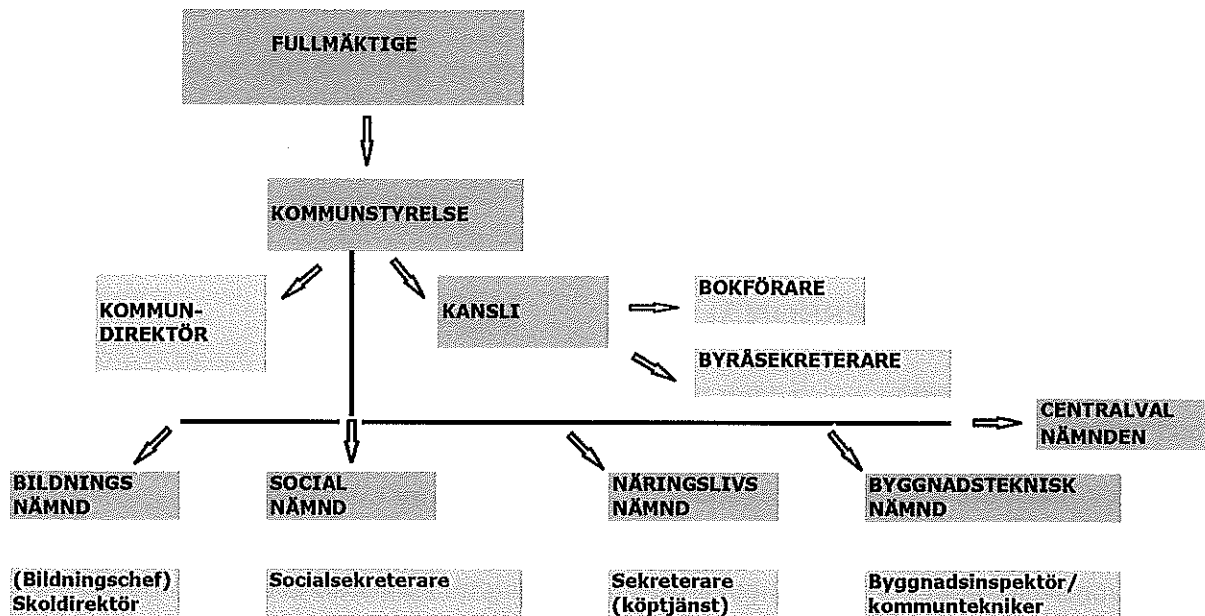 FULLMÄKTIGE
KOMMUNSTYRELSE
KOMMUN-
DIREKTÖR
KANSLI
BOKFÖRARE
BYRÅSEKRETERARE
CENTRALVAL
NÄMNDEN
BILDNINGS
NÄMND
SOCIAL
NÄMND
NÄRINGSLIVS
NÄMND
BYGGNADSTEKNISK
NÄMND
(Bildningschef)
Skoldirektör
Socialsekreterare
Sekreterare
(köptjänst)
Byggnadsinspektör/
kommuntekniker